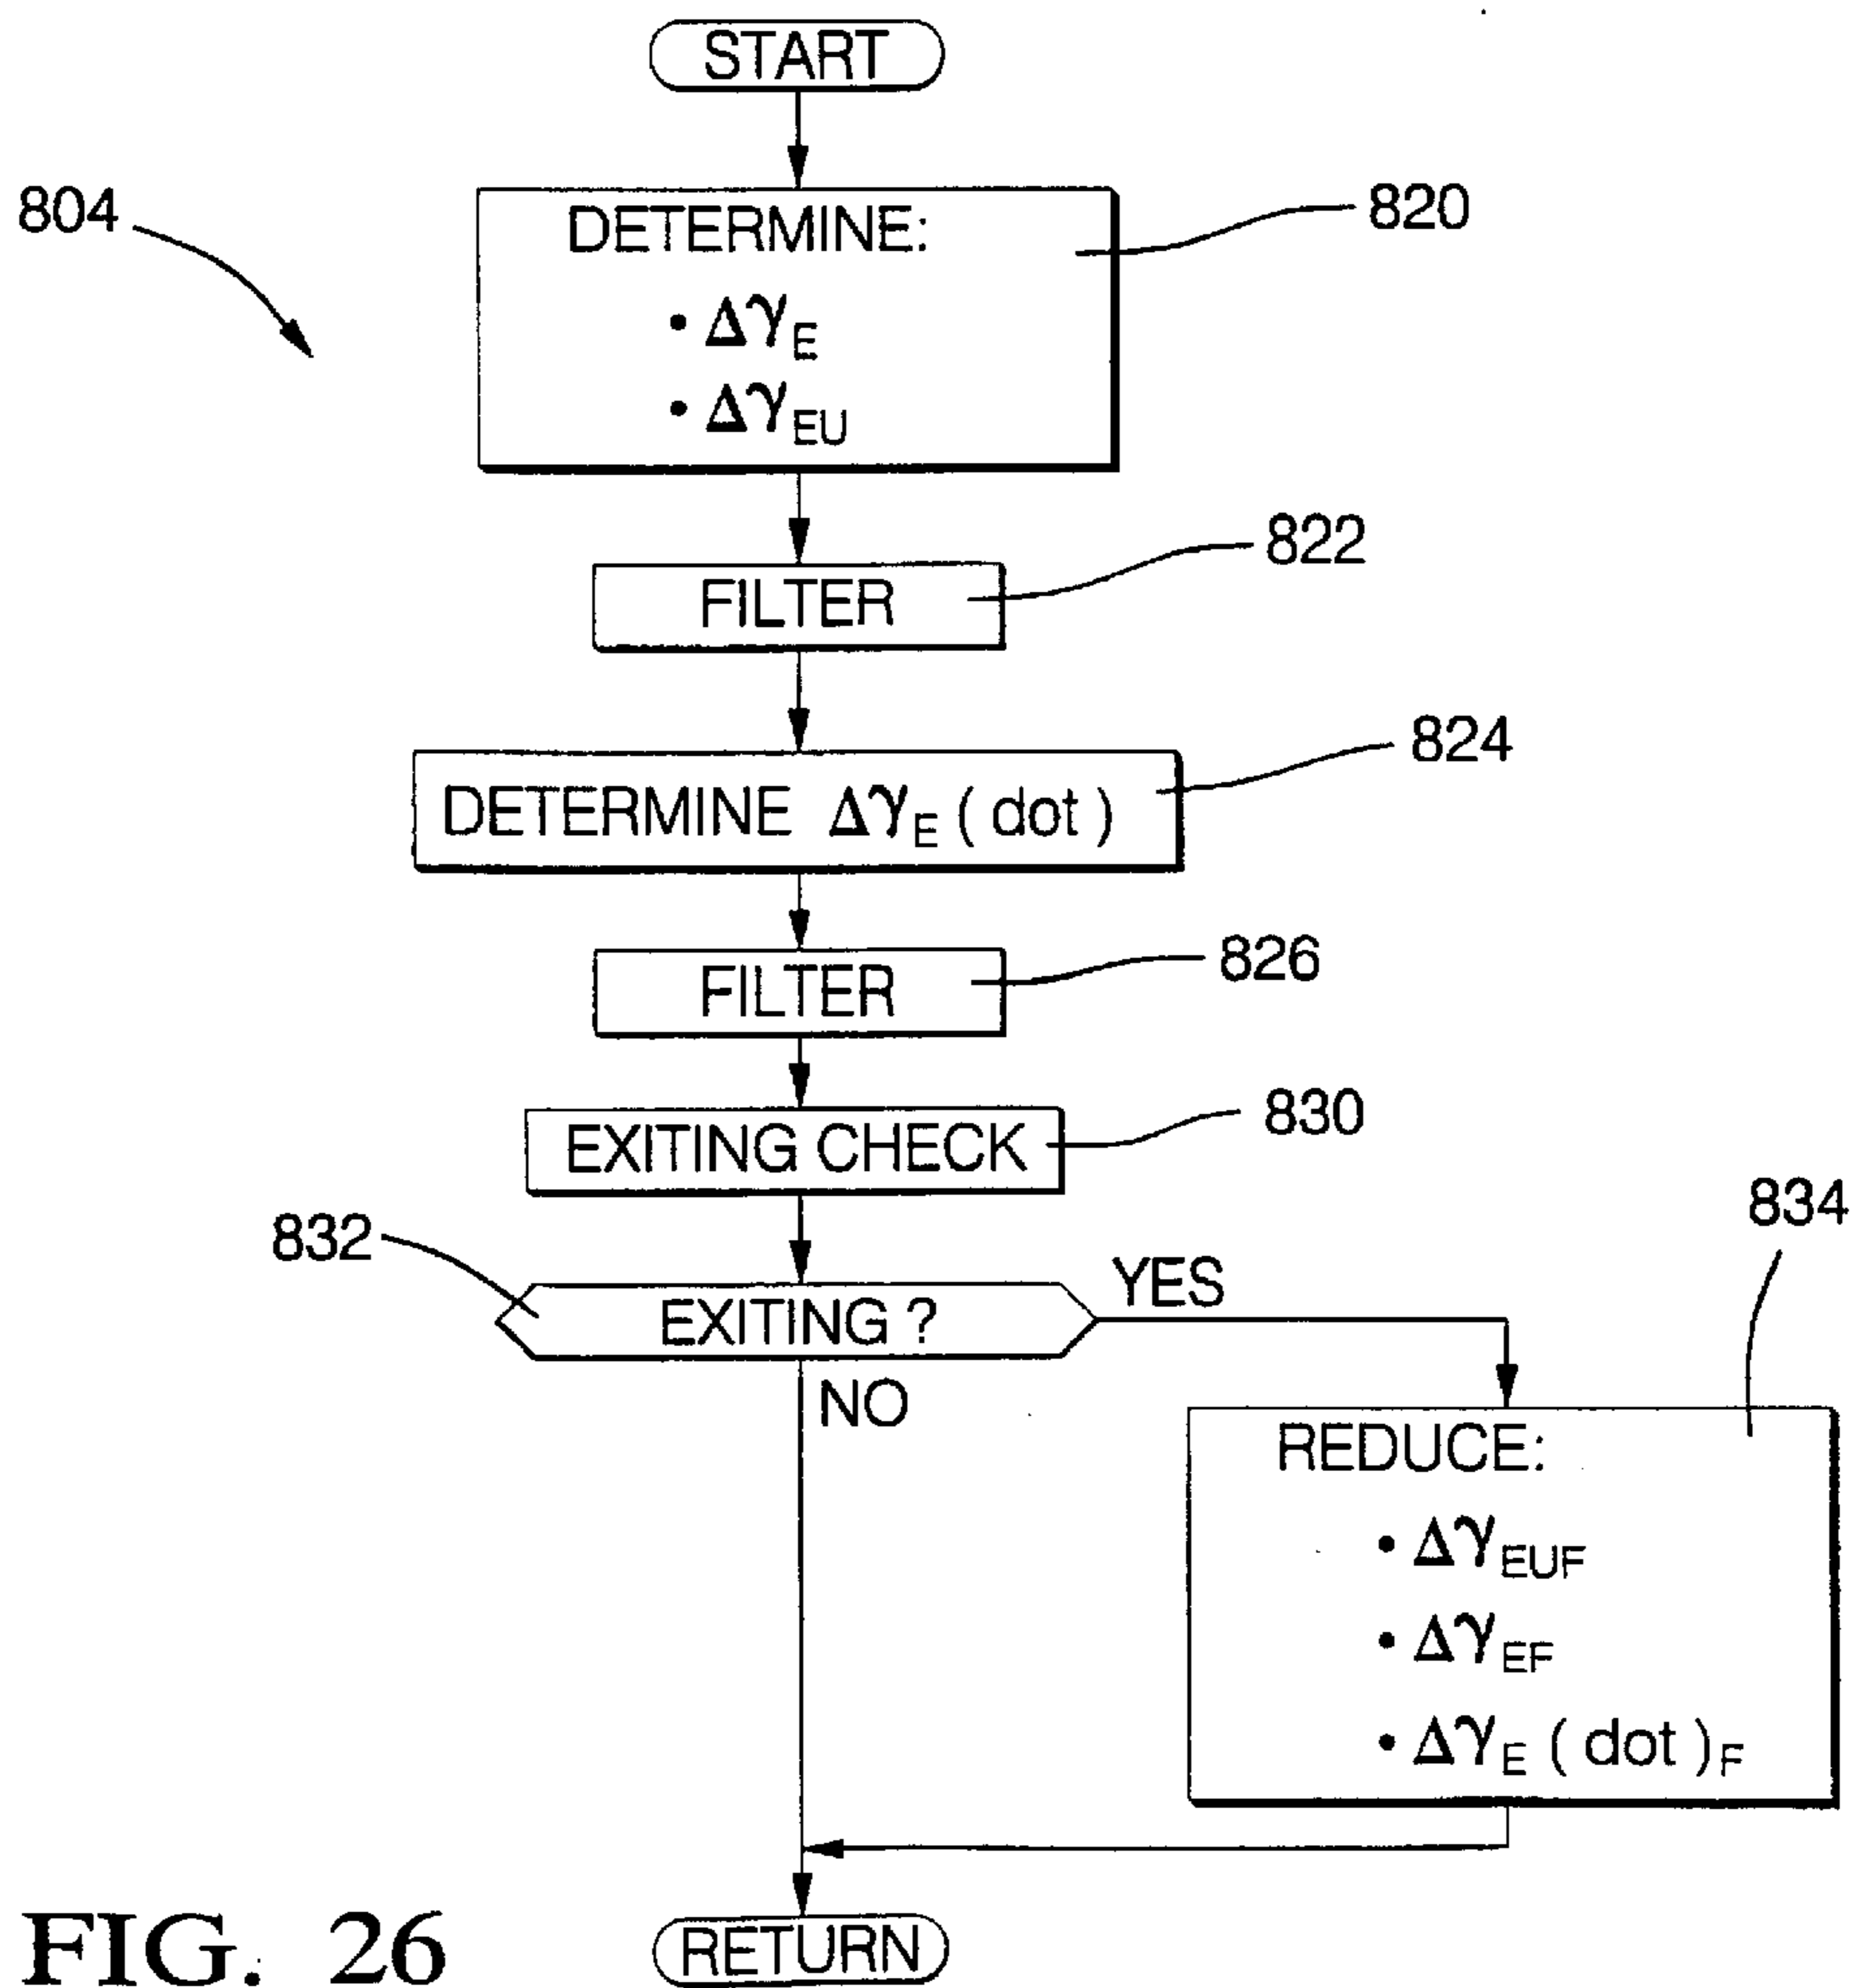 START
804
820
DETERMINE:
• Δγ_E
• Δγ_EU
822
FILTER
824
DETERMINE Δγ_E ( dot )
826
FILTER
830
EXITING CHECK
832
EXITING ?
YES
834
NO
REDUCE:
• Δγ_EUF
• Δγ_EF
• Δγ_E ( dot )_F
FIG. 26
RETURN